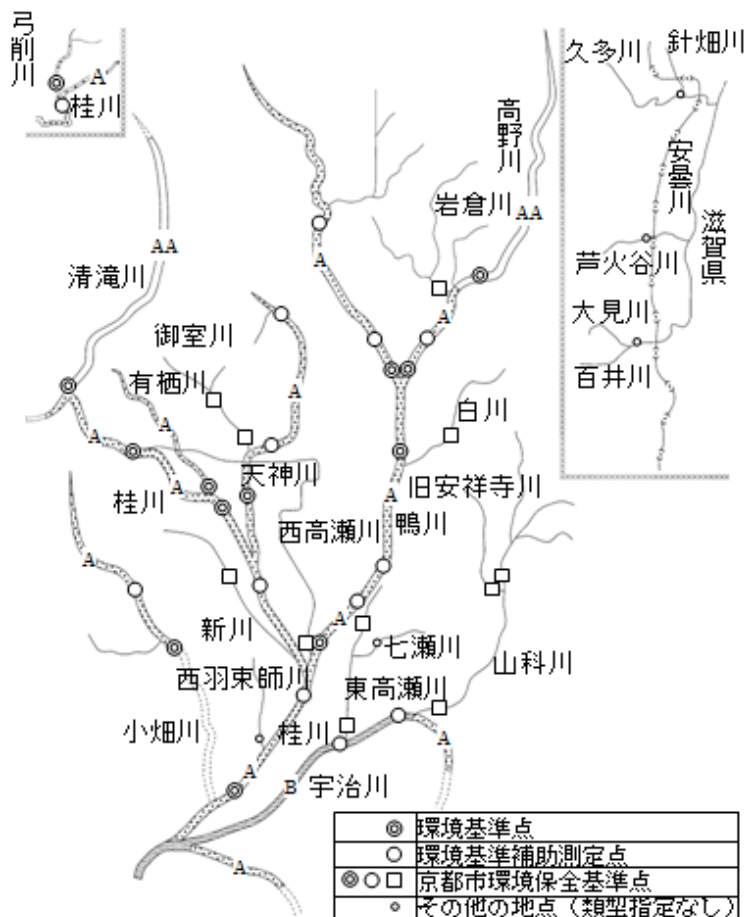 弓削川
A
桂川
久多川
針畑川
安曇川
滋賀県
芦火谷川
大見川
百井川
高野川
岩倉川
AA
AA
清滝川
A
A
御室川
有栖川
A
A
A
白川
天神川
A
桂川
旧安祥寺川
西高瀬川
鴨川
A
A
新川
A
七瀬川
山科川
西羽束師川
東高瀬川
小畑川
桂川
A
A
B
宇治川
A
◎ 環境基準点
○ 環境基準補助測定点
◎○□ 京都市環境保全基準点
○ その他の地点（類型指定なし）